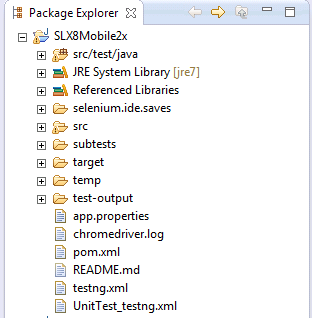 Package Explorer
SLX8Mobile2x
src/test/java
JRE System Library [jre7]
Referenced Libraries
selenium.ide.saves
src
subtests
target
temp
test-output
app.properties
chromedriver.log
pom.xml
README.md
testng.xml
UnitTest_testng.xml